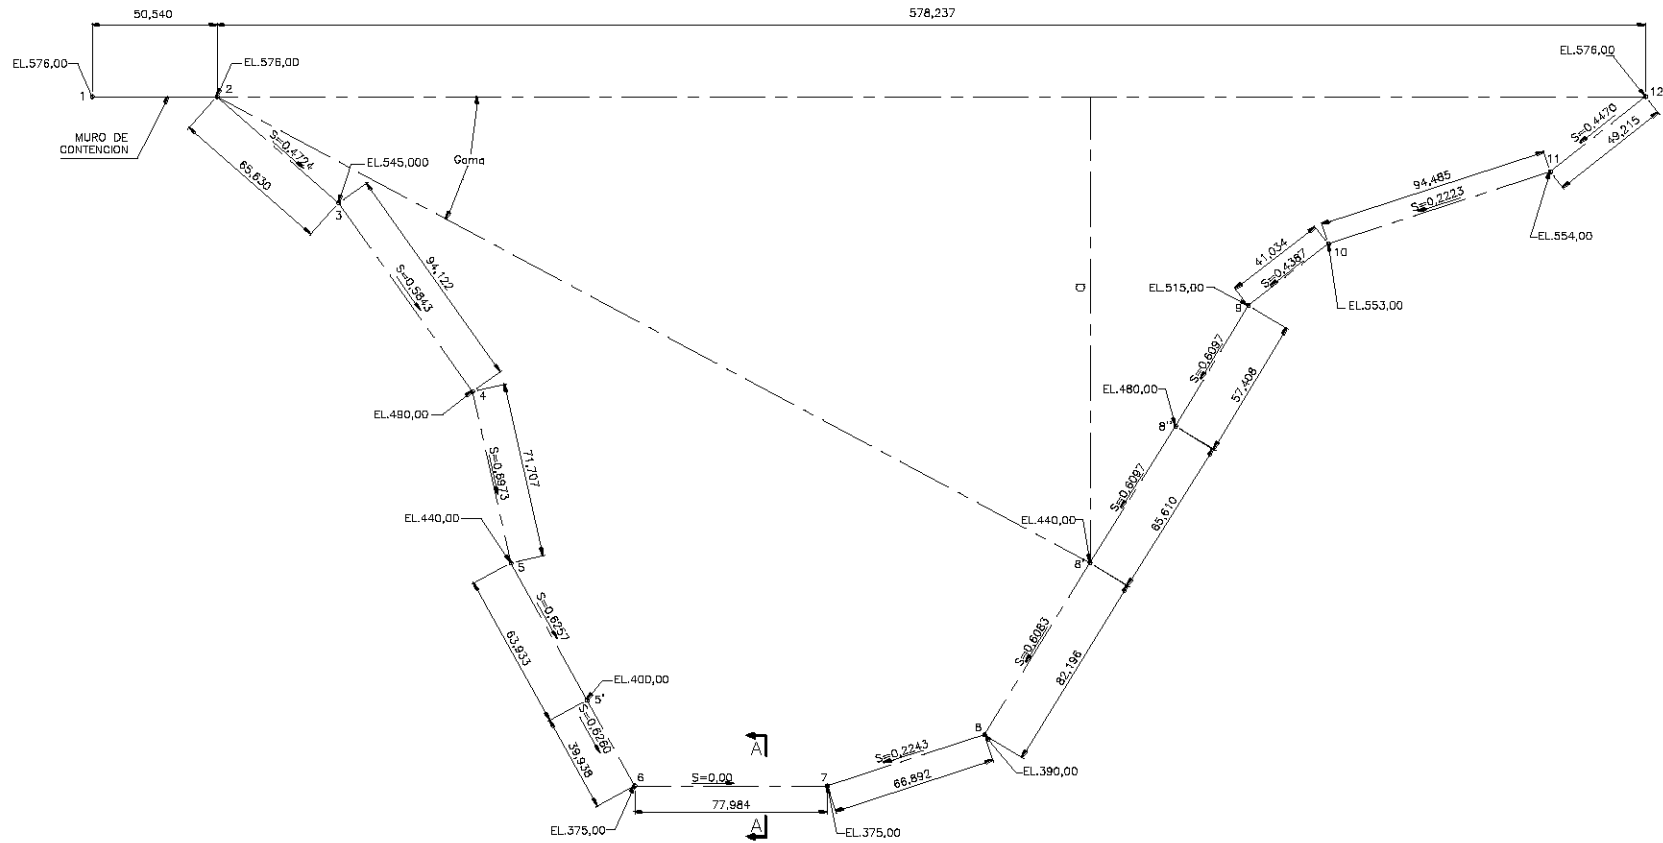 50,540
578,237
EL.576,00
EL.576,00
EL.576,00
1
2
12
MURO DE
CONTENCION
S=0,4724
65,630
EL.545,000
3
Gama
S=0,4470
49,215
11
94,485
S=0,2223
EL.554,00
10
41,034
S=0,4387
EL.553,00
EL.515,00
9
94,122
S=0,5843
D
S=0,6097
57,408
EL.490,00
4
EL.480,00
8''
S=0,6973
71,707
S=0,6097
65,610
EL.440,00
5
EL.440,00
8'
S=0,6257
63,933
S=0,6083
82,196
EL.400,00
5'
S=0,6260
39,938
A
8
S=0,2243
66,892
EL.390,00
6
S=0,00
7
77,984
EL.375,00
A
EL.375,00